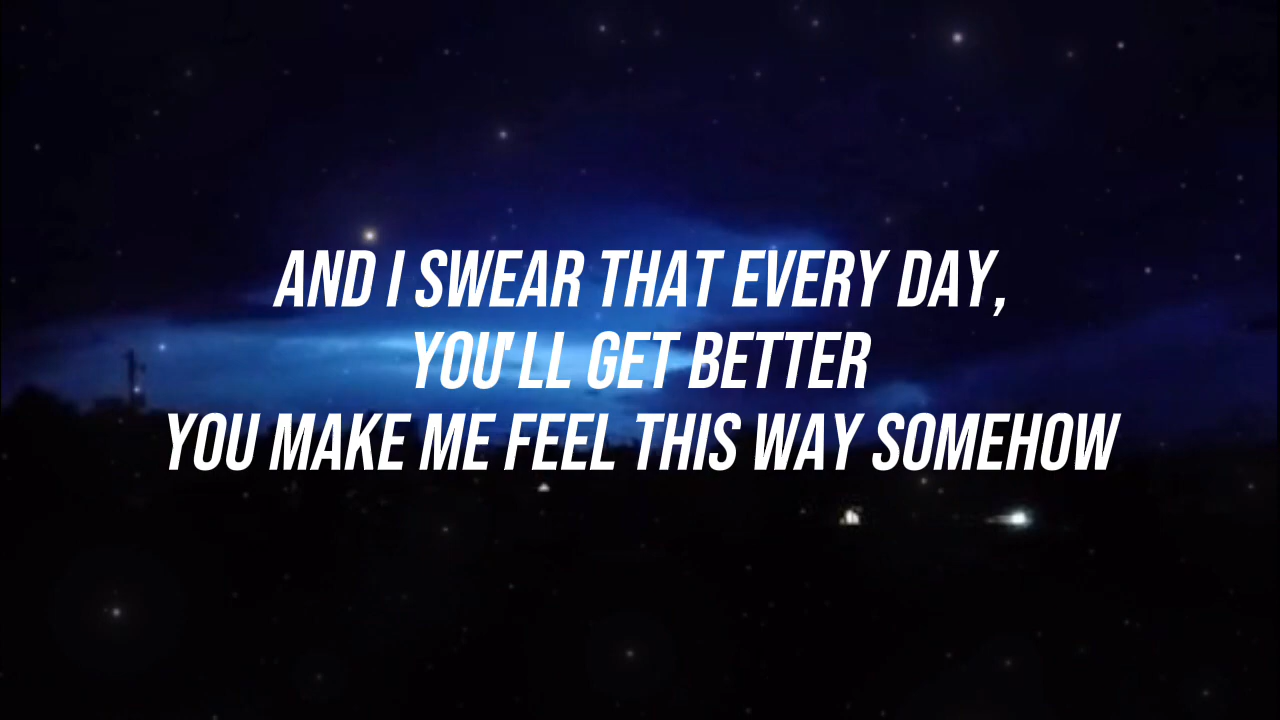 AND I SWEAR THAT EVERY DAY,
YOU'LL GET BETTER
YOU MAKE ME FEEL THIS WAY SOMEHOW